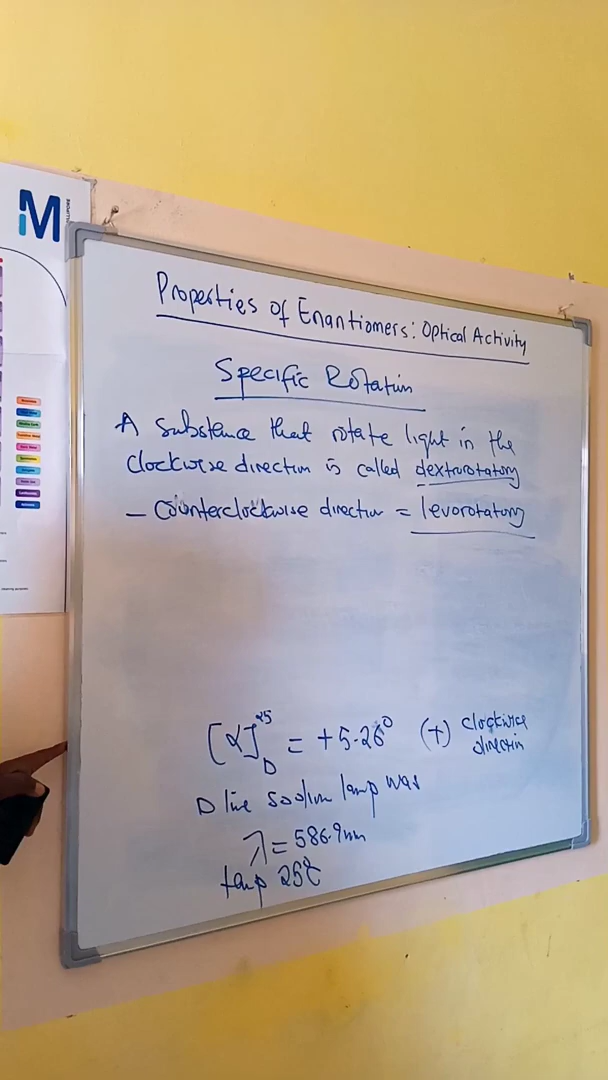 Properties of Enantiomers: Optical Activity
Specific Rotation
A substance that rotate light in the
clockwise direction is called dextrorotatory
- Counterclockwise direction = levorotatory
[α]25D = +5.26° (+) clockwise
direction
D line sodium lamp was
λ = 586.9nm
temp 25℃
M